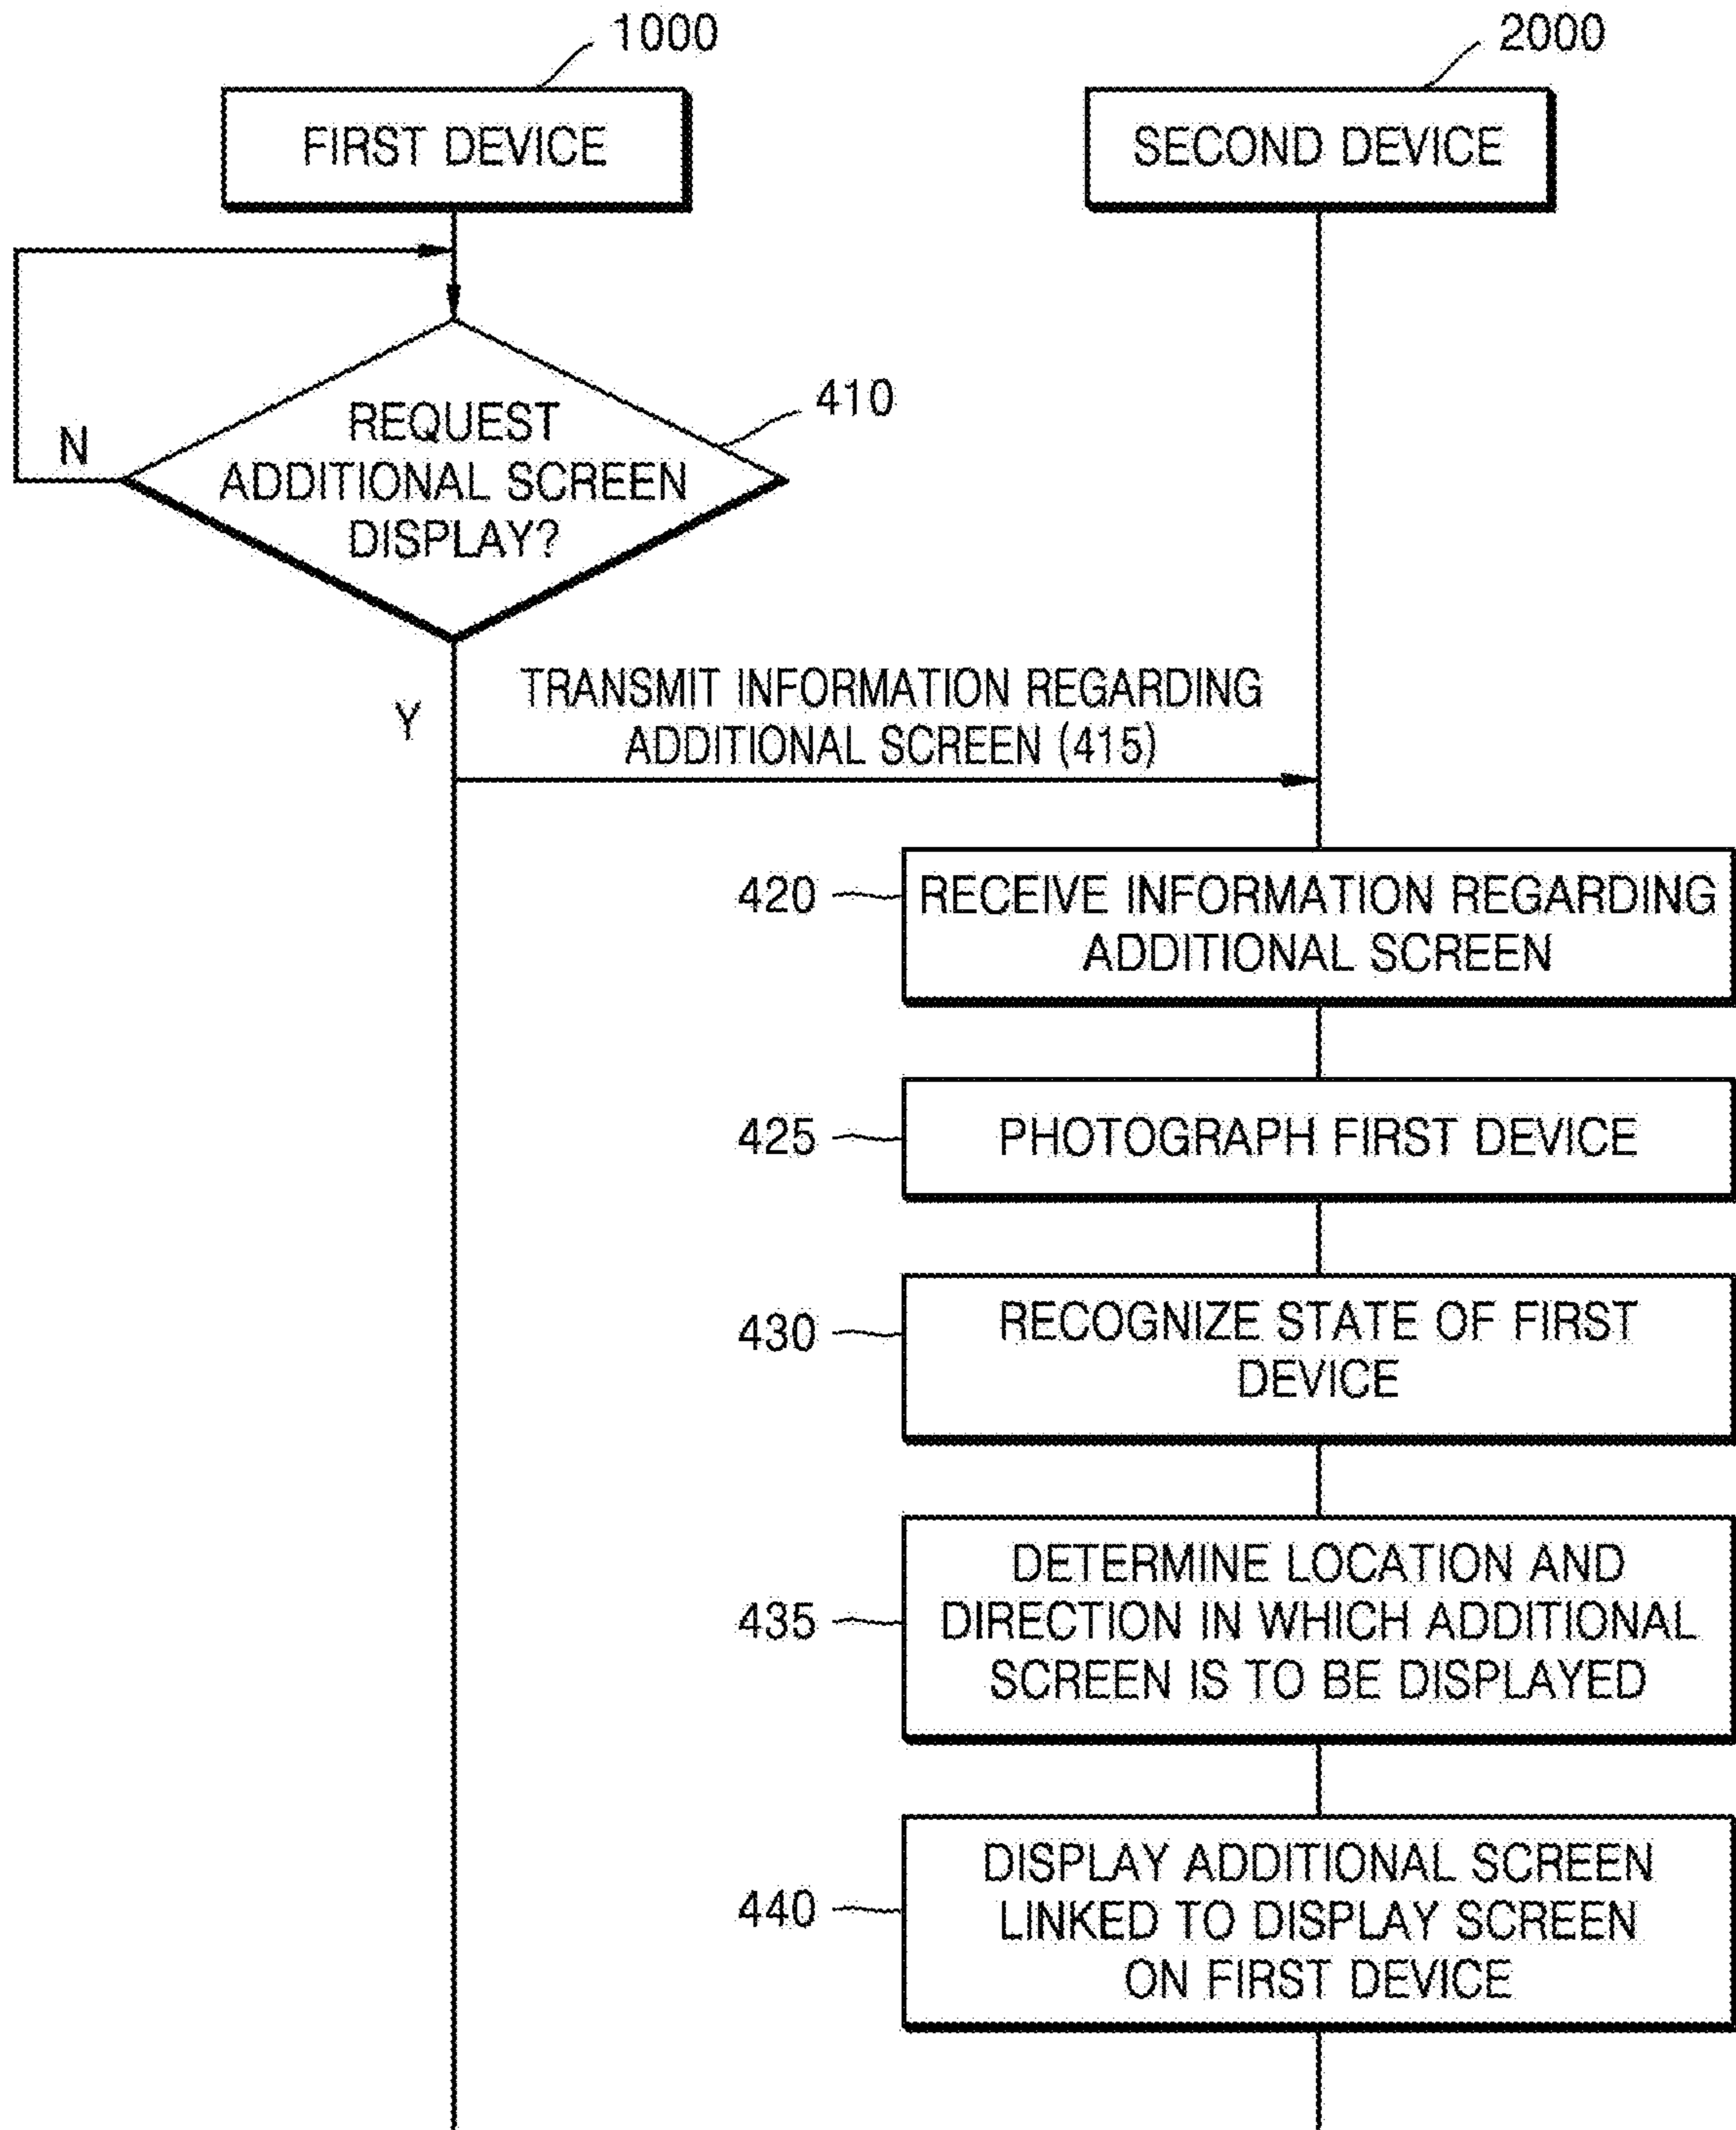 1000
2000
FIRST DEVICE
SECOND DEVICE
410
REQUEST
ADDITIONAL SCREEN
DISPLAY?
N
Y
TRANSMIT INFORMATION REGARDING
ADDITIONAL SCREEN (415)
420
RECEIVE INFORMATION REGARDING
ADDITIONAL SCREEN
425
PHOTOGRAPH FIRST DEVICE
430
RECOGNIZE STATE OF FIRST
DEVICE
435
DETERMINE LOCATION AND
DIRECTION IN WHICH ADDITIONAL
SCREEN IS TO BE DISPLAYED
440
DISPLAY ADDITIONAL SCREEN
LINKED TO DISPLAY SCREEN
ON FIRST DEVICE